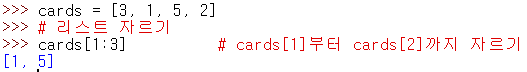 >>> cards = [3, 1, 5, 2]
>>> # 리스트 자르기
>>> cards[1:3] # cards[1]부터 cards[2]까지 자르기
[1, 5]